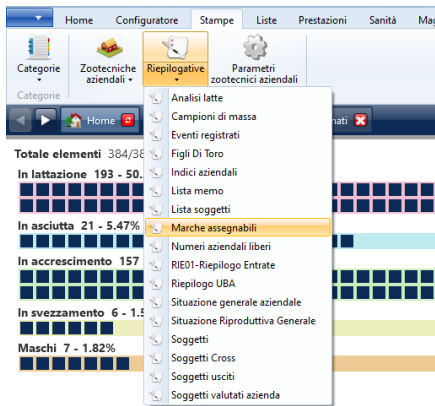 Home Configuratore Stampe Liste Prestazioni Sanità
Categorie Zootecniche aziendali Riepilogative Parametri zootecnici aziendali
Categorie
Home
Totale elementi 384/38
In lattazione 193 - 50.
In asciutta 21 - 5.47%
In accrescimento 157
In svezzamento 6 - 1.5
Maschi 7 - 1.82%
Analisi latte
Campioni di massa
Eventi registrati
Figli Di Toro
Indici aziendali
Lista memo
Lista soggetti
Marche assegnabili
Numeri aziendali liberi
RIE01-Riepilogo Entrate
Riepilogo UBA
Situazione generale aziendale
Situazione Riproduttiva Generale
Soggetti
Soggetti Cross
Soggetti usciti
Soggetti valutati azienda